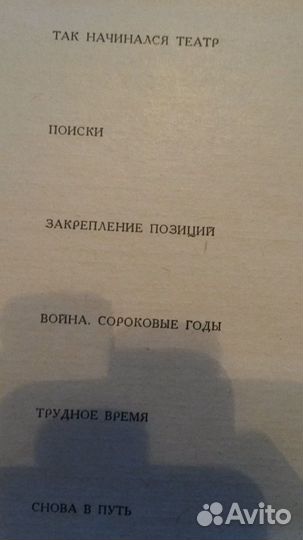 ТАК НАЧИНАЛСЯ ТЕАТР
ПОИСКИ
ЗАКРЕПЛЕНИЕ ПОЗИЦИЙ
ВОЙНА. СОРОКОВЫЕ ГОДЫ
ТРУДНОЕ ВРЕМЯ
СНОВА В ПУТЬ
Avito